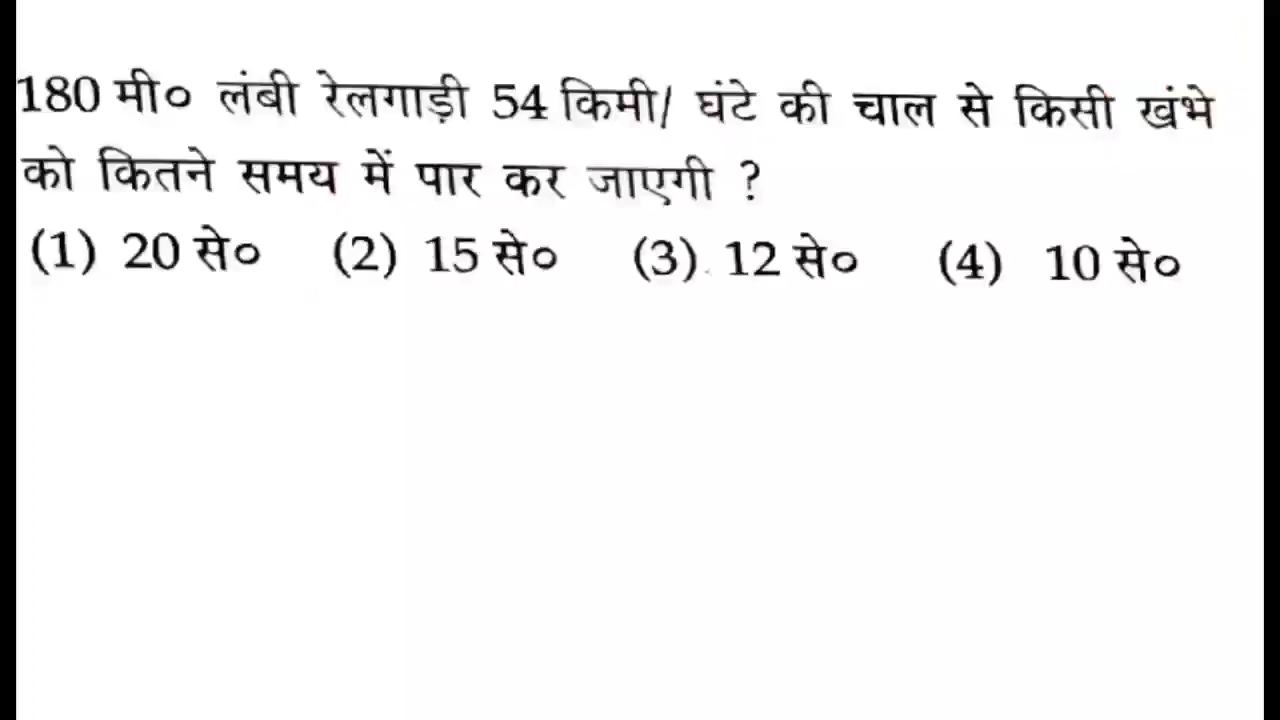 180 मी० लंबी रेलगाड़ी 54 किमी/ घंटे की चाल से किसी खंभे
को कितने समय में पार कर जाएगी ?
(1) 20 से० (2) 15 से० (3) 12 से० (4) 10 से०